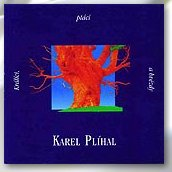 Králíci,
ptáci
a hvězdy
KAREL PLÍHAL